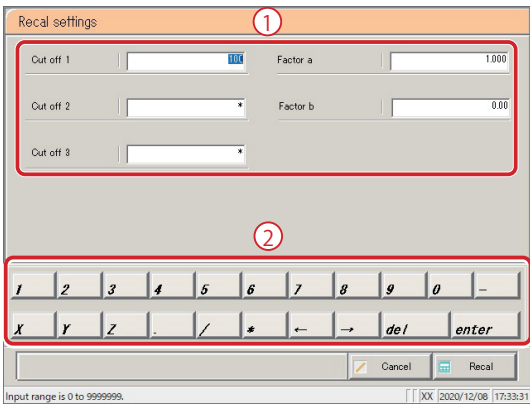 Recal settings
1
Cut off 1 100 Factor a 1.000
Cut off 2 * Factor b 0.00
Cut off 3 *
2
1 2 3 4 5 6 7 8 9 0 −
X Y Z . / * ← → del enter
Cancel Recal
Input range is 0 to 9999999. XX 2020/12/08 17:33:31